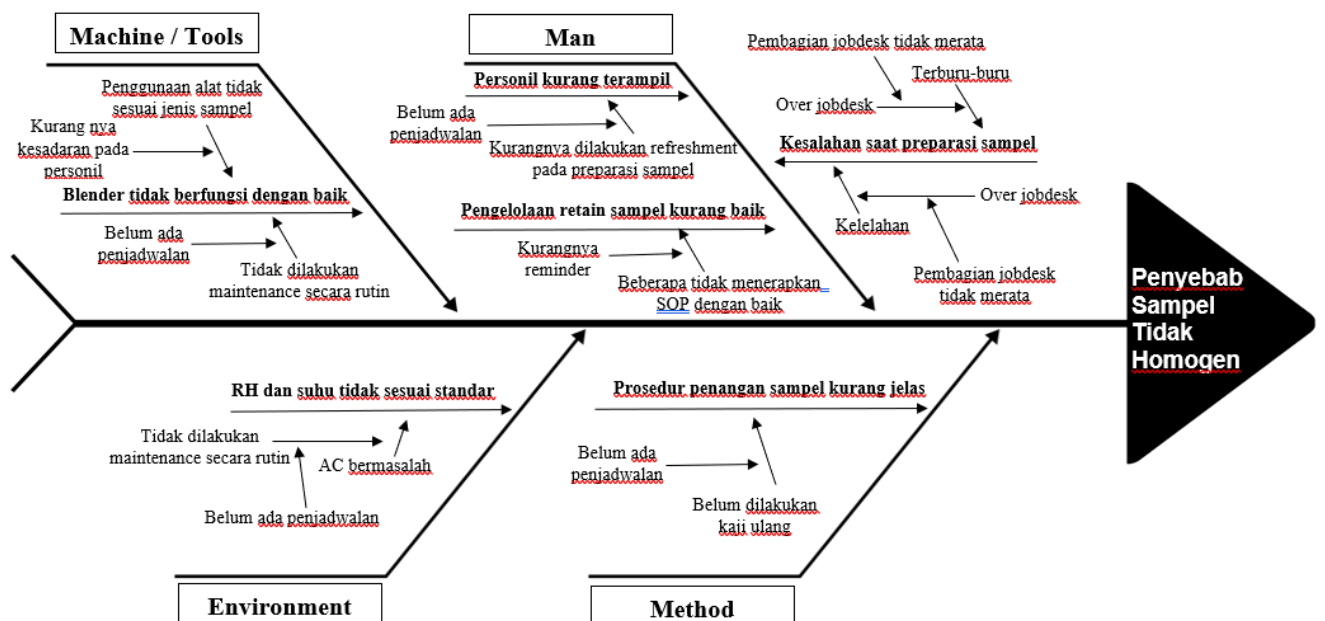 Machine / Tools
Penggunaan alat tidak
sesuai jenis sampel
Kurang nya
kesadaran pada
personil
Blender tidak berfungsi dengan baik
Belum ada
penjadwalan
Tidak dilakukan
maintenance secara rutin
Man
Personil kurang terampil
Belum ada
penjadwalan
Kurangnya dilakukan refreshment
pada preparasi sampel
Pengelolaan retain sampel kurang baik
Kurangnya
reminder
Beberapa tidak menerapkan
SOP dengan baik
Pembagian jobdesk tidak merata
Terburu-buru
Over jobdesk
Kesalahan saat preparasi sampel
Over jobdesk
Kelelahan
Pembagian jobdesk
tidak merata
Penyebab
Sampel
Tidak
Homogen
RH dan suhu tidak sesuai standar
Tidak dilakukan
maintenance secara rutin
AC bermasalah
Belum ada penjadwalan
Environment
Prosedur penangan sampel kurang jelas
Belum ada
penjadwalan
Belum dilakukan
kaji ulang
Method